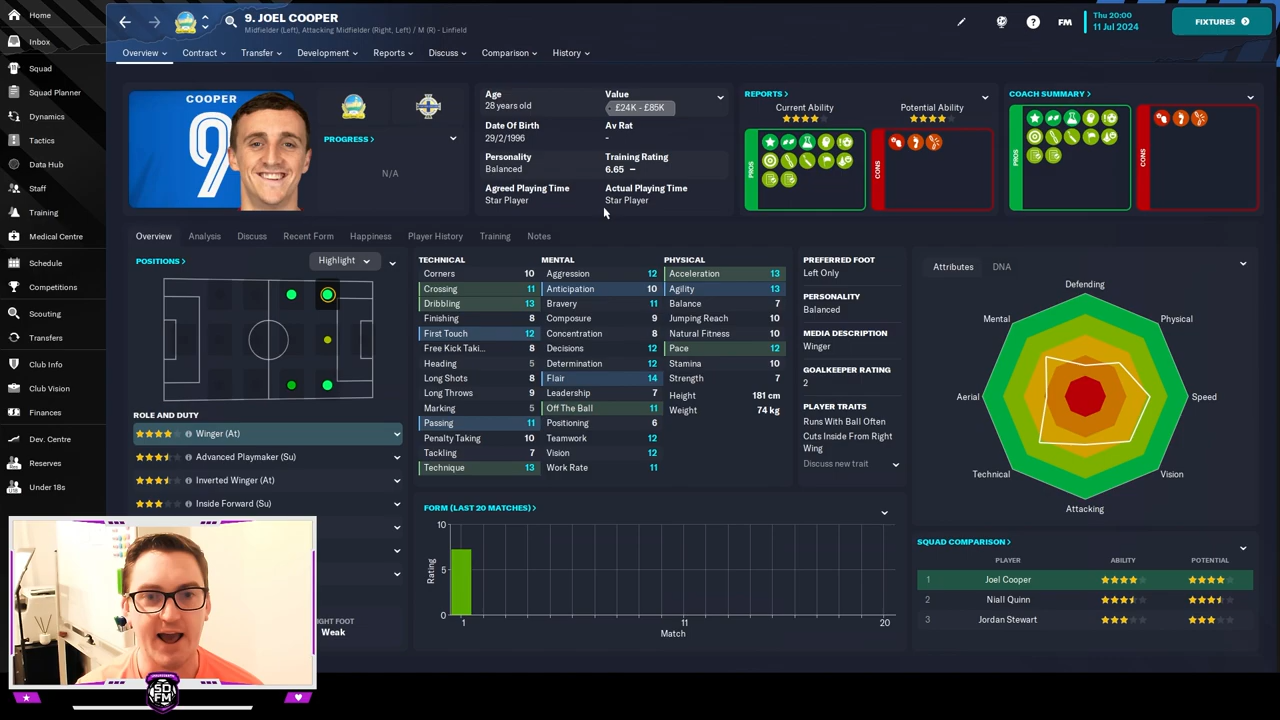 Home
Inbox
Squad
Squad Planner
Dynamics
Tactics
Data Hub
Staff
Training
Medical Centre
Schedule
Competitions
Scouting
Transfers
Club Info
Club Vision
Finances
Dev. Centre
Reserves
Under 18s
9. JOEL COOPER
Midfielder (Left), Attacking Midfielder (Right, Left) / M (R) - Linfield
FM
Thu 20:00
11 Jul 2024
FIXTURES
Overview Contract Transfer Development Reports Discuss Comparison History
COOPER
9
PROGRESS >
N/A
Age
28 years old
Value
£24K - £85K
Date Of Birth
29/2/1996
Av Rat
-
Personality
Balanced
Training Rating
6.65 –
Agreed Playing Time
Star Player
Actual Playing Time
Star Player
REPORTS >
Current Ability
Potential Ability
PROS
CONS
COACH SUMMARY >
PROS
CONS
Overview Analysis Discuss Recent Form Happiness Player History Training Notes
POSITIONS >
Highlight
ROLE AND DUTY
Winger (At)
Advanced Playmaker (Su)
Inverted Winger (At)
Inside Forward (Su)
RIGHT FOOT
Weak
TECHNICAL
Corners 10
Crossing 11
Dribbling 13
Finishing 8
First Touch 12
Free Kick Taki... 8
Heading 5
Long Shots 8
Long Throws 9
Marking 5
Passing 11
Penalty Taking 10
Tackling 7
Technique 13
MENTAL
Aggression 12
Anticipation 10
Bravery 11
Composure 9
Concentration 8
Decisions 12
Determination 12
Flair 14
Leadership 7
Off The Ball 11
Positioning 6
Teamwork 12
Vision 12
Work Rate 11
PHYSICAL
Acceleration 13
Agility 13
Balance 7
Jumping Reach 10
Natural Fitness 10
Pace 12
Stamina 10
Strength 7
Height 181 cm
Weight 74 kg
PREFERRED FOOT
Left Only
PERSONALITY
Balanced
MEDIA DESCRIPTION
Winger
GOALKEEPER RATING
2
PLAYER TRAITS
Runs With Ball Often
Cuts Inside From Right
Wing
Discuss new trait
Attributes DNA
Defending
Physical
Speed
Vision
Attacking
Technical
Aerial
Mental
FORM (LAST 20 MATCHES) >
Rating
10
5
0
1 11 20
Match
SQUAD COMPARISON >
PLAYER ABILITY POTENTIAL
1 Joel Cooper
2 Niall Quinn
3 Jordan Stewart
SDFM